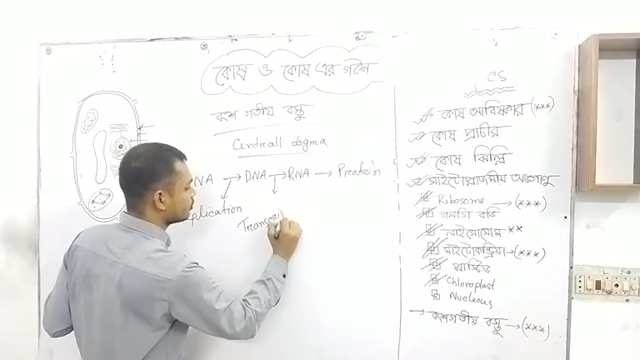 কোষ ও কোষ এর গঠন
বংশ গতীয় বস্তু
Centrall dogma
DNA → DNA → RNA → Protein
plication
Transcrip
CS
কোষ আবিষ্কার (***)
কোষ প্রাচীর
কোষ ঝিল্লি
সাইটোপ্লাজমীয় অঙ্গাণু
Ribosome → (***)
গলগি বডি
লাইসোসোম **
মাইটোকন্ড্রিয়া → (***)
প্লাস্টিড
Chloroplast
Nucleous
→ বংশগতীয় বস্তু → (***)